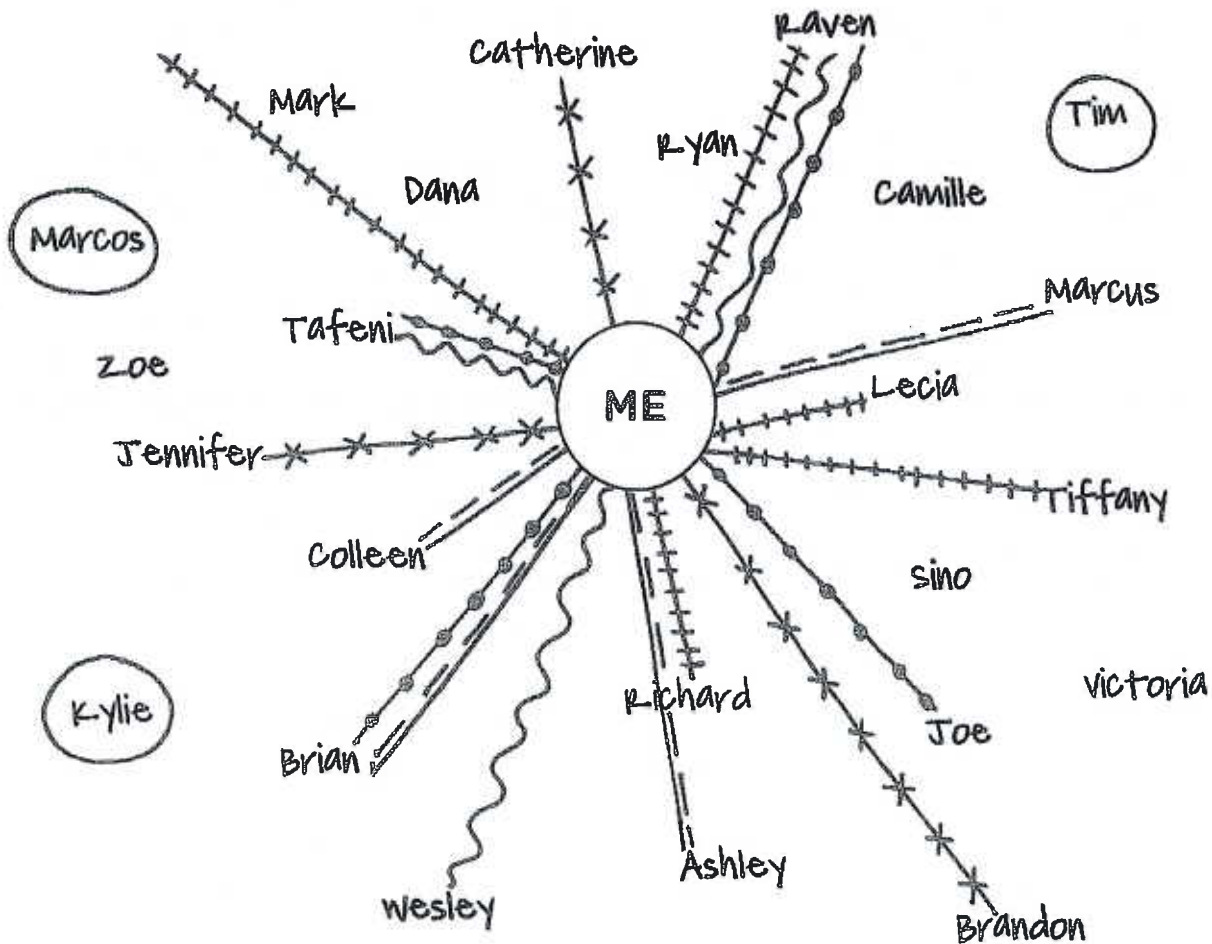 Raven
Catherine
Mark
Tim
Ryan
Dana
Camille
Marcos
Marcus
Tafeni
Zoe
Lecia
ME
Jennifer
Tiffany
Colleen
Sino
Victoria
Richard
Kylie
Joe
Brian
Ashley
Wesley
Brandon